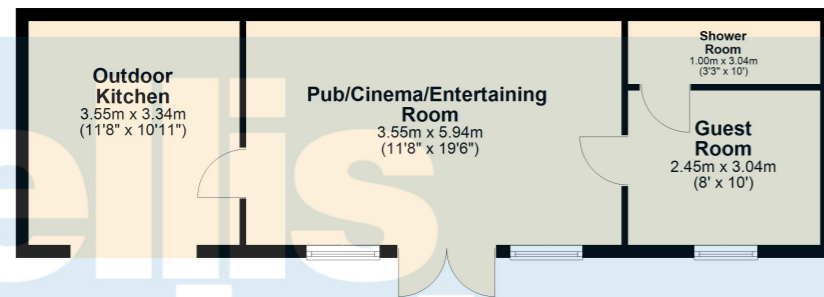 Outdoor
Kitchen
3.55m x 3.34m
(11'8" x 10'11")
Pub/Cinema/Entertaining
Room
3.55m x 5.94m
(11'8" x 19'6")
Shower
Room
1.00m x 3.04m
(3'3" x 10')
Guest
Room
2.45m x 3.04m
(8' x 10')
ellis